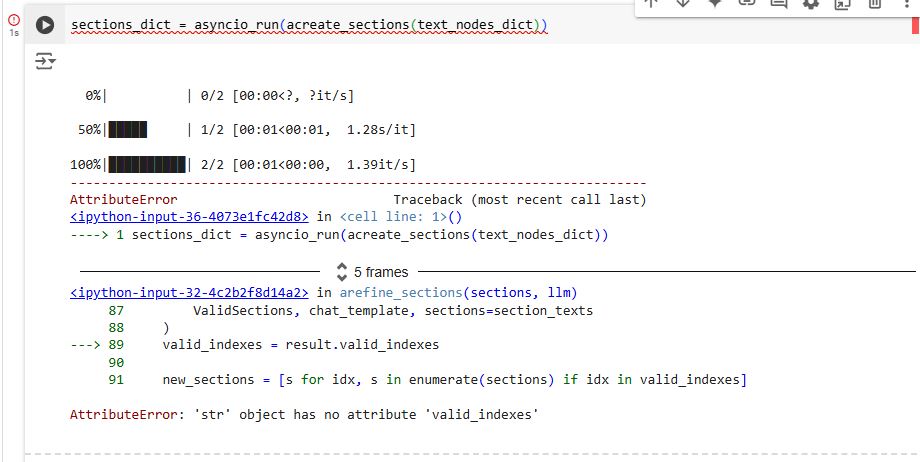 1s
sections_dict = asyncio_run(acreate_sections(text_nodes_dict))
0%| | 0/2 [00:00<?, ?it/s]
50%|█████ | 1/2 [00:01<00:01, 1.28s/it]
100%|██████████| 2/2 [00:01<00:00, 1.39it/s]
---------------------------------------------------------------------------
AttributeError Traceback (most recent call last)
<ipython-input-36-4073e1fc42d8> in <cell line: 1>()
----> 1 sections_dict = asyncio_run(acreate_sections(text_nodes_dict))
5 frames
<ipython-input-32-4c2b2f8d14a2> in arefine_sections(sections, llm)
87 ValidSections, chat_template, sections=section_texts
88 )
---> 89 valid_indexes = result.valid_indexes
90
91 new_sections = [s for idx, s in enumerate(sections) if idx in valid_indexes]
AttributeError: 'str' object has no attribute 'valid_indexes'